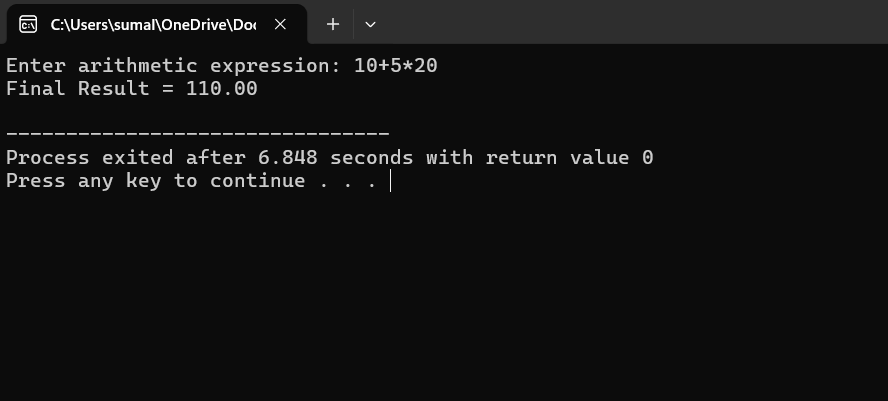 C:\Users\sumal\OneDrive\Doc
Enter arithmetic expression: 10+5*20
Final Result = 110.00
--------------------------------
Process exited after 6.848 seconds with return value 0
Press any key to continue . . .